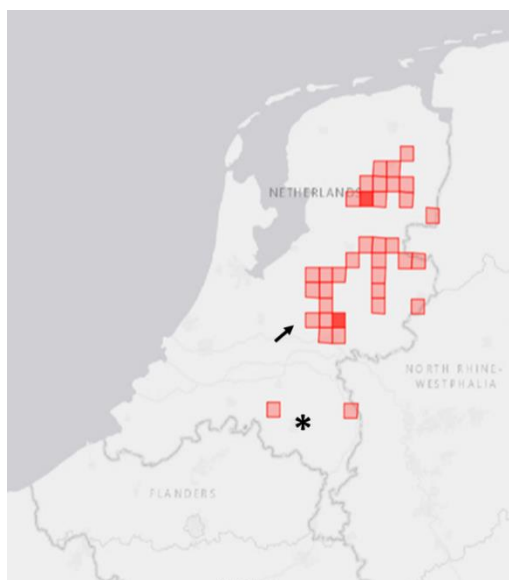 NETHERLANDS
NORTH RHINE-
WESTPHALIA
*
FLANDERS